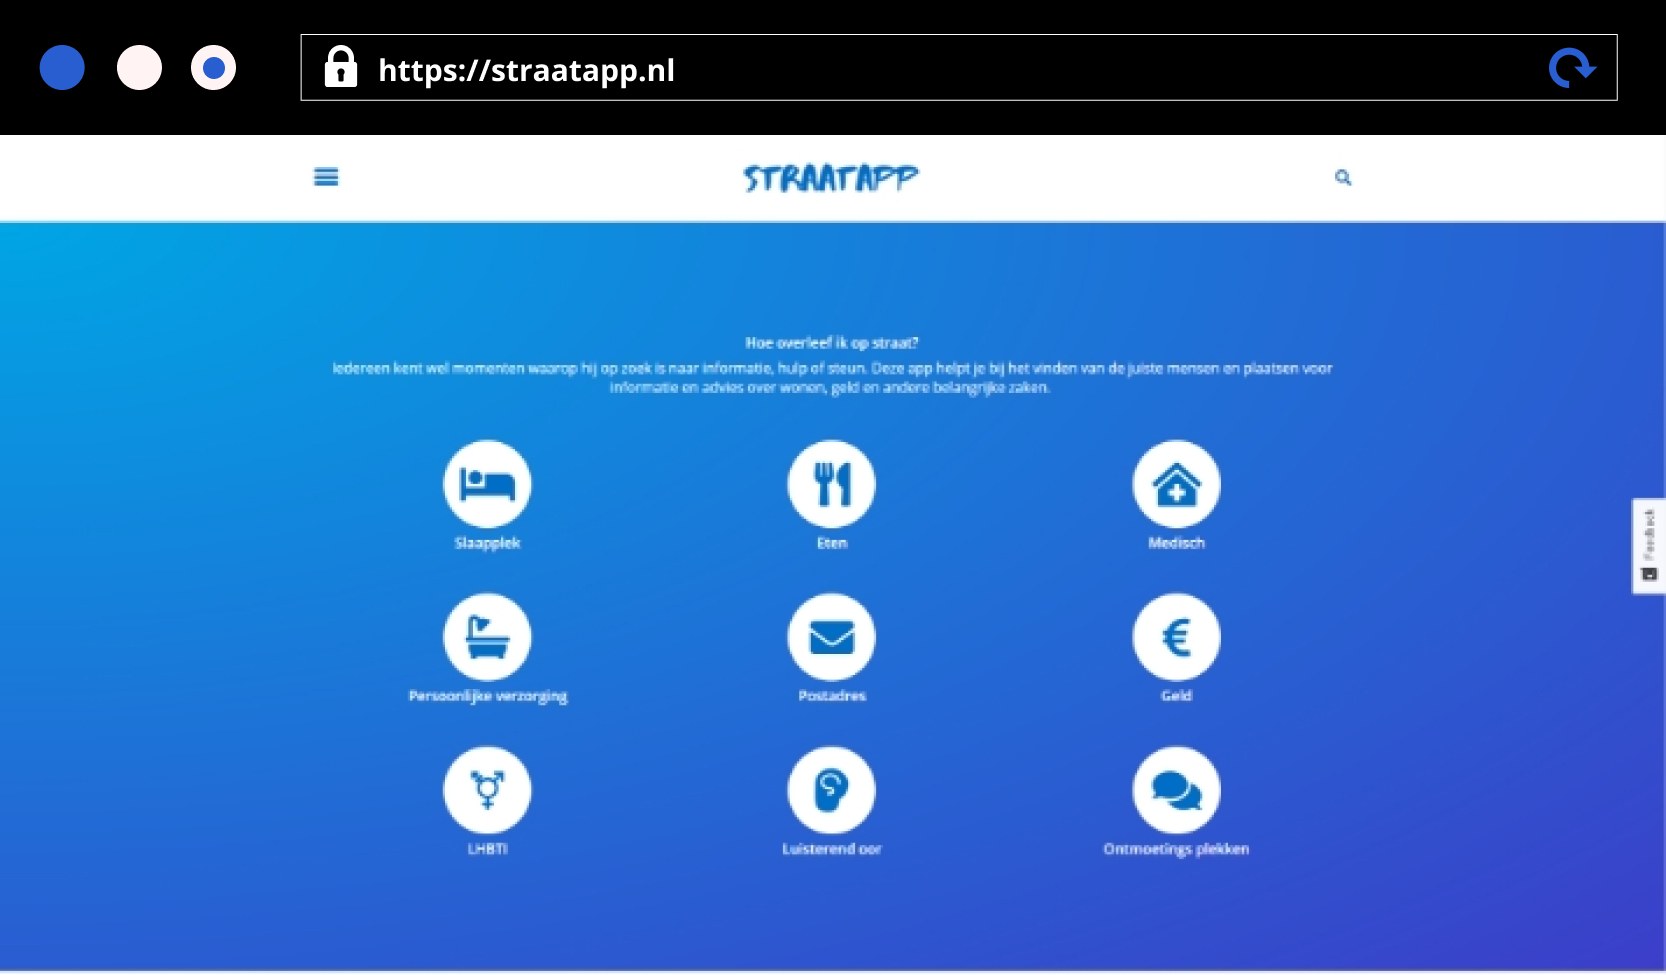 https://straatapp.nl
STRAATAPP
Hoe overleef ik op straat?
Iedereen kent wel momenten waarop hij op zoek is naar informatie, hulp of steun. Deze app helpt je bij het vinden van de juiste mensen en plaatsen voor
informatie en advies over wonen, geld en andere belangrijke zaken.
Slaapplek
Eten
Medisch
Feedback
Persoonlijke verzorging
Postadres
€
Geld
LHBTI
Luisterend oor
Ontmoetings plekken